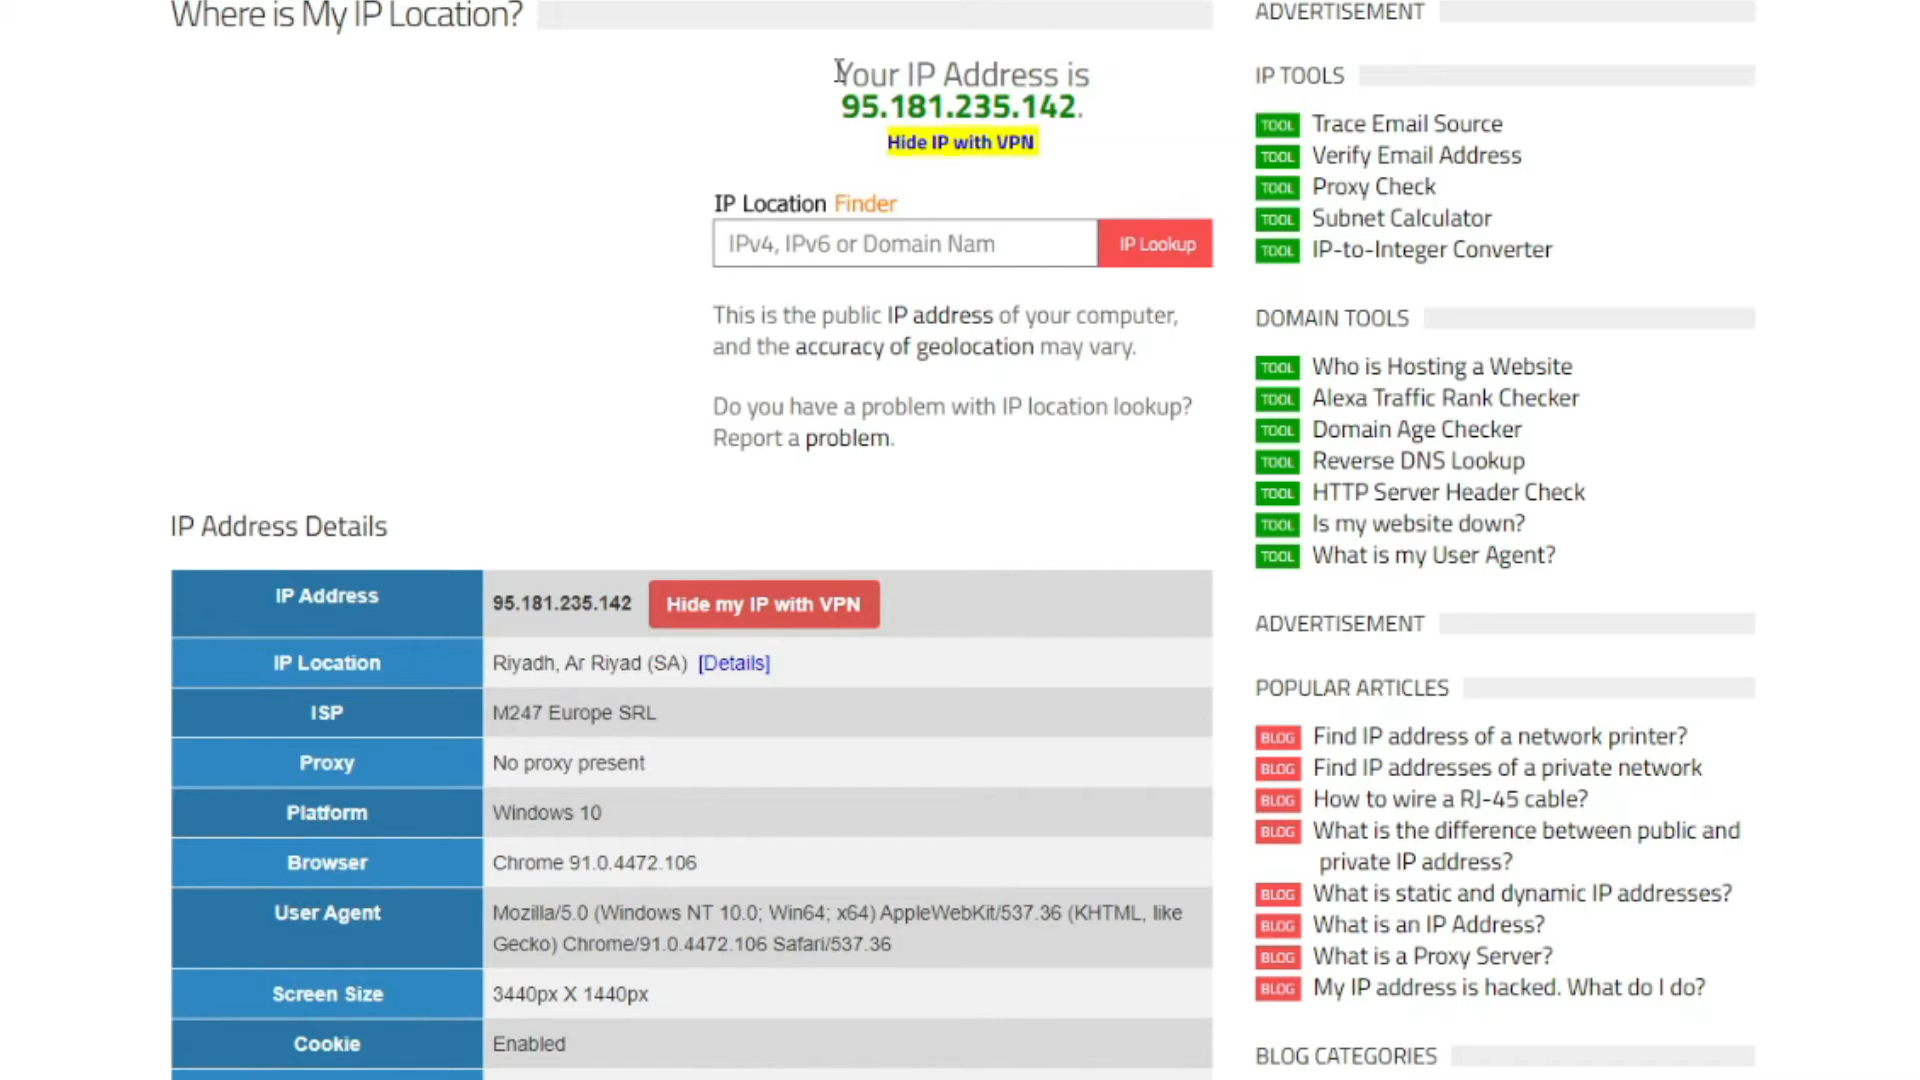 Where is My IP Location?
Your IP Address is
95.181.235.142.
Hide IP with VPN
IP Location Finder
IPv4, IPv6 or Domain Nam
IP Lookup
This is the public IP address of your computer,
and the accuracy of geolocation may vary.
Do you have a problem with IP location lookup?
Report a problem.
IP Address Details
IP Address 95.181.235.142 Hide my IP with VPN
IP Location Riyadh, Ar Riyad (SA) [Details]
ISP M247 Europe SRL
Proxy No proxy present
Platform Windows 10
Browser Chrome 91.0.4472.106
User Agent Mozilla/5.0 (Windows NT 10.0; Win64; x64) AppleWebKit/537.36 (KHTML, like
Gecko) Chrome/91.0.4472.106 Safari/537.36
Screen Size 3440px X 1440px
Cookie Enabled
ADVERTISEMENT
IP TOOLS
TOOL Trace Email Source
TOOL Verify Email Address
TOOL Proxy Check
TOOL Subnet Calculator
TOOL IP-to-Integer Converter
DOMAIN TOOLS
TOOL Who is Hosting a Website
TOOL Alexa Traffic Rank Checker
TOOL Domain Age Checker
TOOL Reverse DNS Lookup
TOOL HTTP Server Header Check
TOOL Is my website down?
TOOL What is my User Agent?
ADVERTISEMENT
POPULAR ARTICLES
BLOG Find IP address of a network printer?
BLOG Find IP addresses of a private network
BLOG How to wire a RJ-45 cable?
BLOG What is the difference between public and
private IP address?
BLOG What is static and dynamic IP addresses?
BLOG What is an IP Address?
BLOG What is a Proxy Server?
BLOG My IP address is hacked. What do I do?
BLOG CATEGORIES